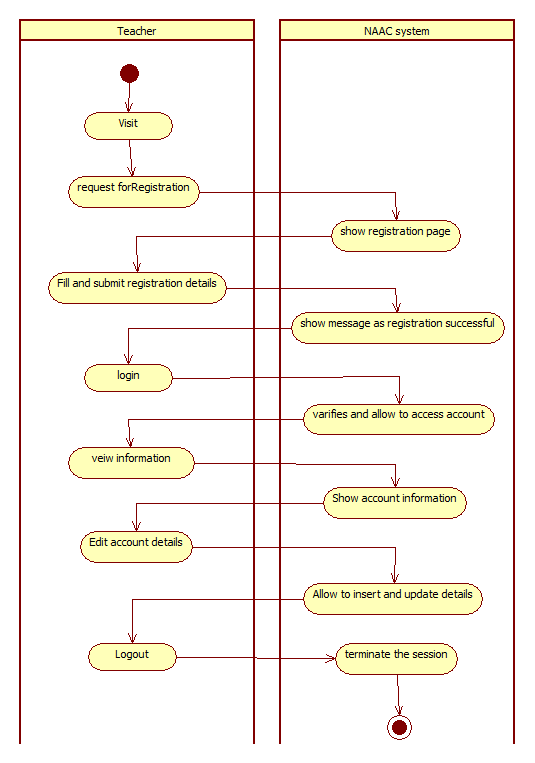 Teacher
NAAC system
Visit
request forRegistration
show registration page
Fill and submit registration details
show message as registration successful
login
varifies and allow to access account
veiw information
Show account information
Edit account details
Allow to insert and update details
Logout
terminate the session